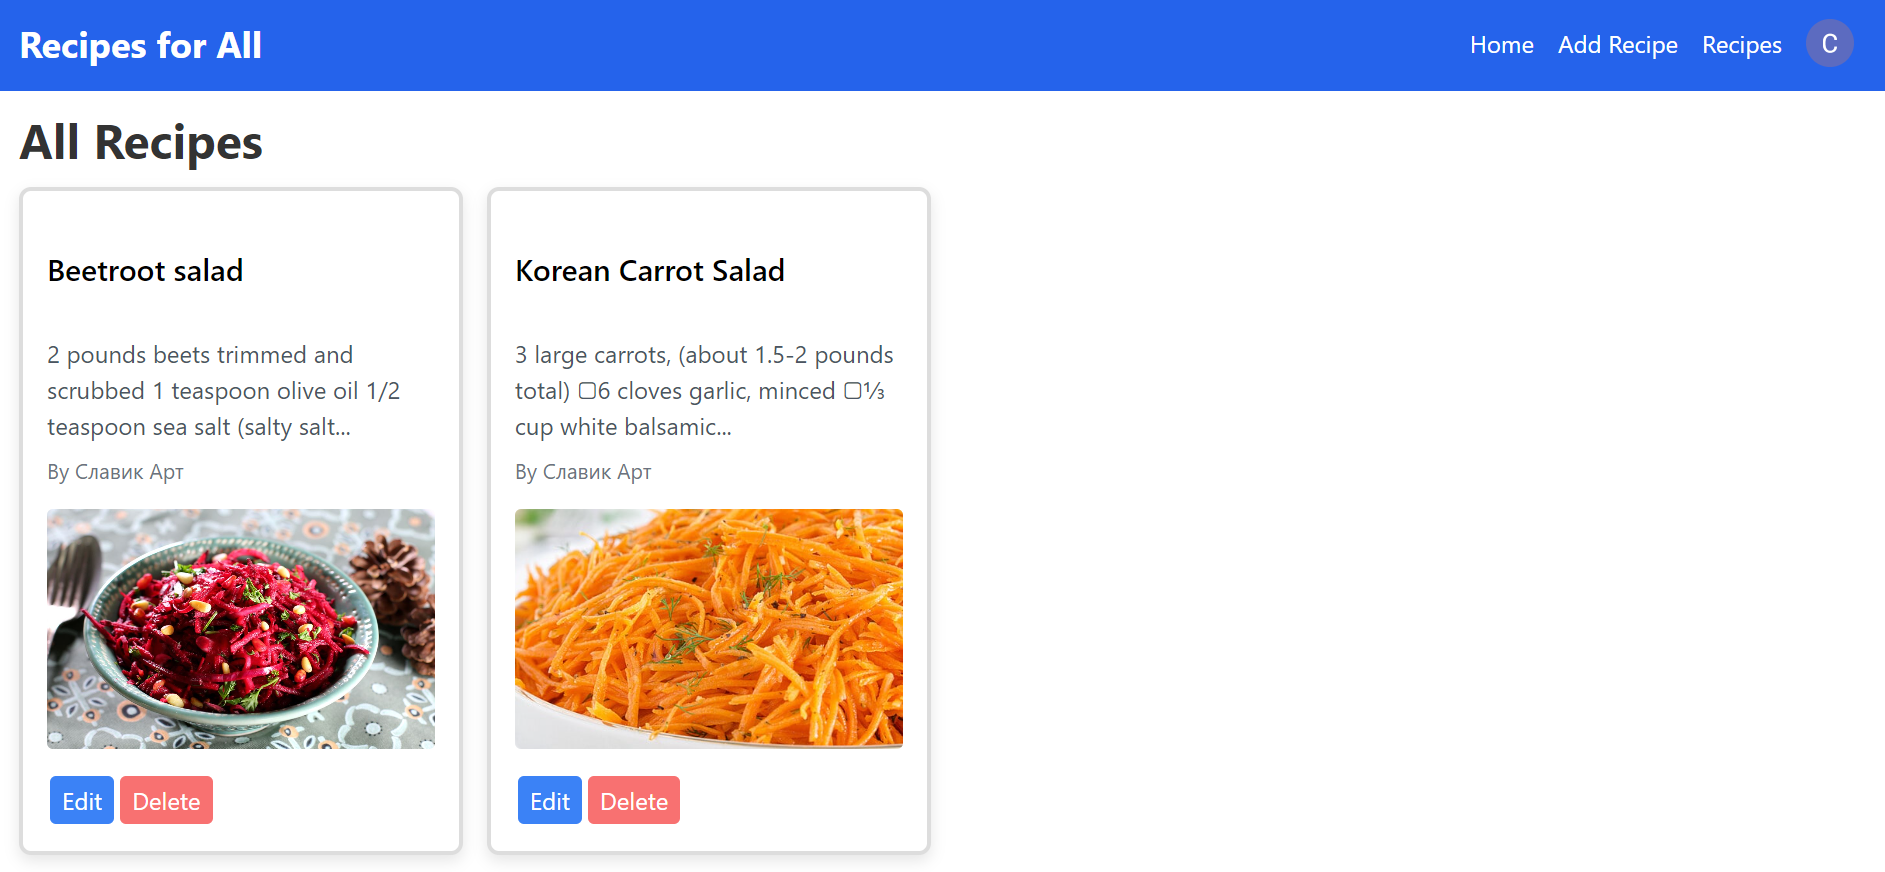 Recipes for All
Home Add Recipe Recipes C
All Recipes
Beetroot salad
2 pounds beets trimmed and
scrubbed 1 teaspoon olive oil 1/2
teaspoon sea salt (salty salt...
By Славик Арт
Edit Delete
Korean Carrot Salad
3 large carrots, (about 1.5-2 pounds
total) ▢6 cloves garlic, minced ▢⅓
cup white balsamic...
By Славик Арт
Edit Delete